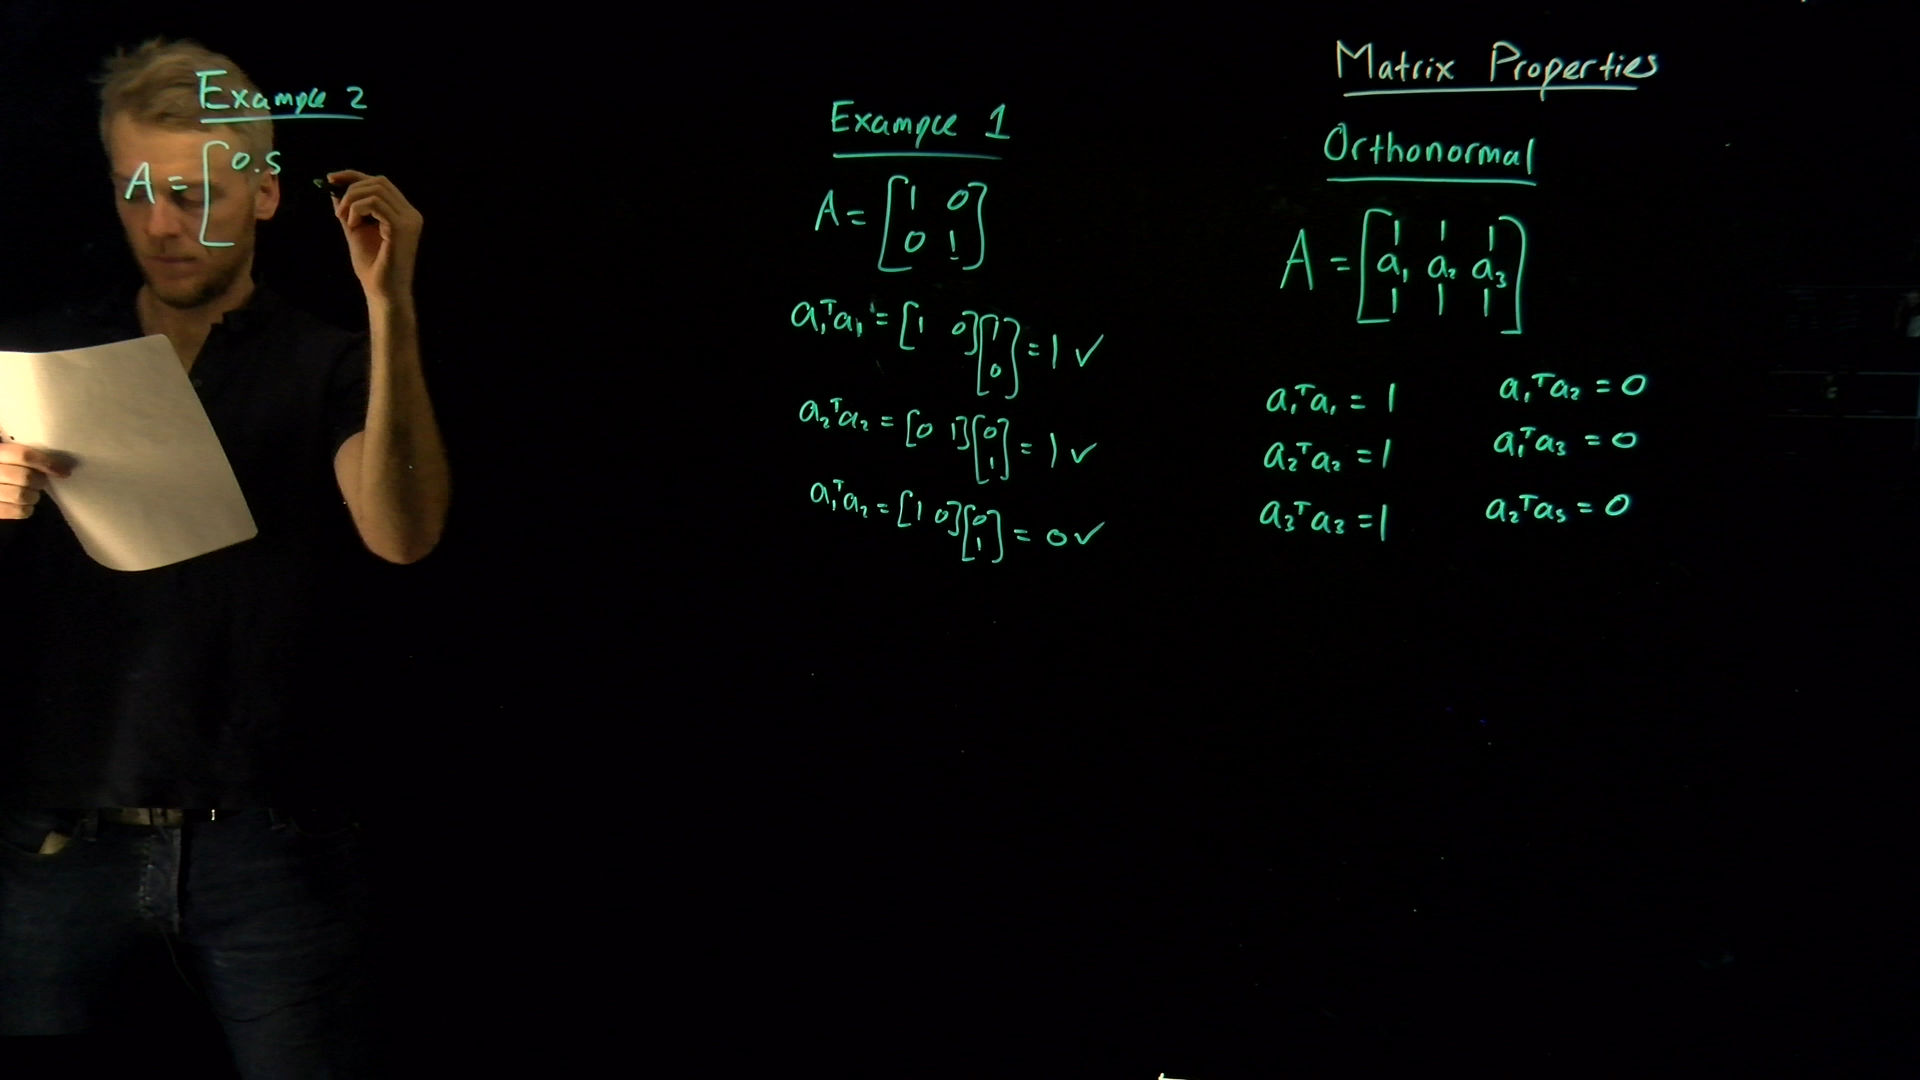 Matrix Properties
Orthonormal
A = [ | | |
a₁ a₂ a₃
| | | ]
a₁ᵀa₁ = 1 a₁ᵀa₂ = 0
a₂ᵀa₂ = 1 a₁ᵀa₃ = 0
a₃ᵀa₃ = 1 a₂ᵀa₃ = 0
Example 1
A = [ 1 0
0 1 ]
a₁ᵀa₁ = [1 0] [1 0] = 1 ✓
a₂ᵀa₂ = [0 1] [0 1] = 1 ✓
a₁ᵀa₂ = [1 0] [0 1] = 0 ✓
Example 2
A = [ 0.5